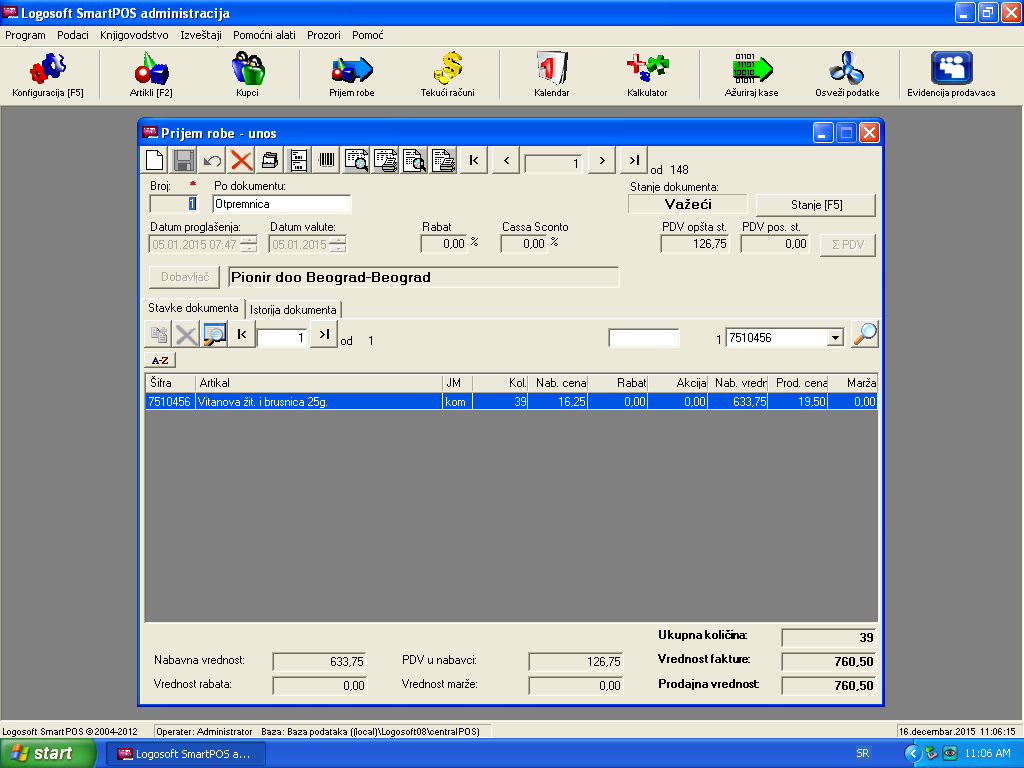 Logosoft SmartPOS administracija
Program Podaci Knjigovodstvo Izveštaji Pomoćni alati Prozori Pomoć
Konfiguracija [F5] Artikli [F2] Kupci Prijem robe Tekući računi Kalendar Kalkulator Ažuriraj kase Osveži podatke Evidencija prodavaca
Prijem robe - unos
1 od 148
Broj: * Po dokumentu: Stanje dokumenta:
1 Otpremnica Važeći Stanje [F5]
Datum proglašenja: Datum valute: Rabat Cassa Sconto PDV opšta st. PDV pos. st.
05.01.2015 07:47 05.01.2015 0,00 % 0,00 % 126,75 0,00 Σ PDV
Dobavljač Pionir doo Beograd-Beograd
Stavke dokumenta Istorija dokumenta
1 od 1 1 7510456
A-Z
Šifra Artikal JM Kol. Nab. cena Rabat Akcija Nab. vredr Prod. cena Marža
7510456 Vitanova žit. i brusnica 25g. kom 39 16,25 0,00 0,00 633,75 19,50 0,00
Ukupna količina: 39
Nabavna vrednost: 633,75 PDV u nabavci: 126,75 Vrednost fakture: 760,50
Vrednost rabata: 0,00 Vrednost marže: 0,00 Prodajna vrednost: 760,50
Logosoft SmartPOS ©2004-2012 Operater: Administrator Baza: Baza podataka ((local)\Logosoft08\centralPOS) 16.decembar.2015 11:06:15
start Logosoft SmartPOS a... SR 11:06 AM